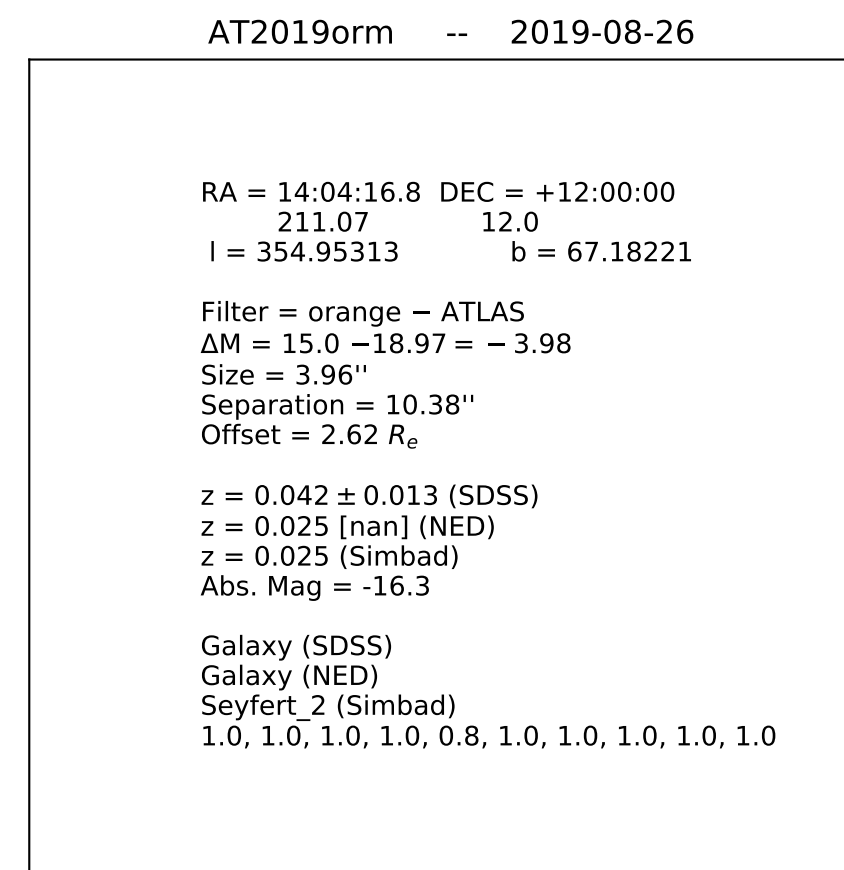 AT2019orm -- 2019-08-26
RA = 14:04:16.8 DEC = +12:00:00
211.07 12.0
l = 354.95313 b = 67.18221
Filter = orange − ATLAS
ΔM = 15.0 −18.97 = − 3.98
Size = 3.96''
Separation = 10.38''
Offset = 2.62 Rₑ
z = 0.042 ± 0.013 (SDSS)
z = 0.025 [nan] (NED)
z = 0.025 (Simbad)
Abs. Mag = -16.3
Galaxy (SDSS)
Galaxy (NED)
Seyfert_2 (Simbad)
1.0, 1.0, 1.0, 1.0, 0.8, 1.0, 1.0, 1.0, 1.0, 1.0